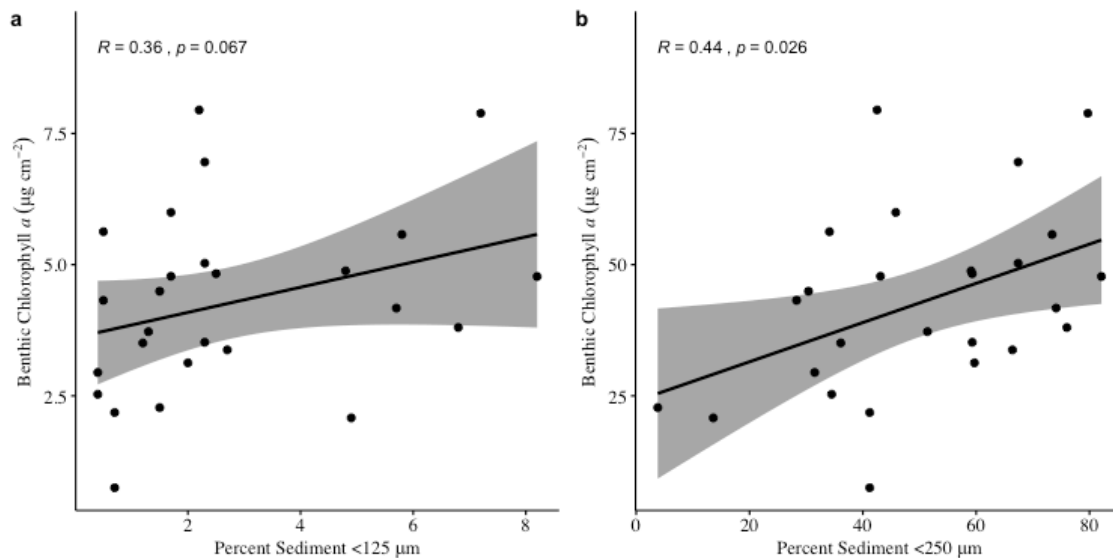 a
R = 0.36 , p = 0.067
Benthic Chlorophyll a (µg cm⁻²)
7.5
5.0
2.5
2
4
6
8
Percent Sediment <125 µm
b
R = 0.44 , p = 0.026
Benthic Chlorophyll a (µg cm⁻²)
75
50
25
0
20
40
60
80
Percent Sediment <250 µm